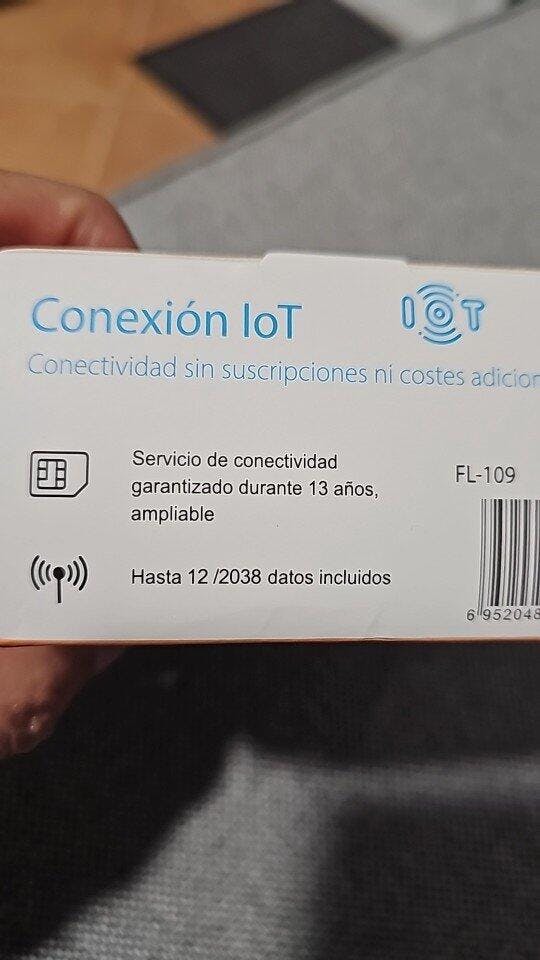 Conexión IoT
IOT
Conectividad sin suscripciones ni costes
Servicio de conectividad
garantizado durante 13 años,
ampliable
FL-109
Hasta 12 /2038 datos incluidos
6 952048